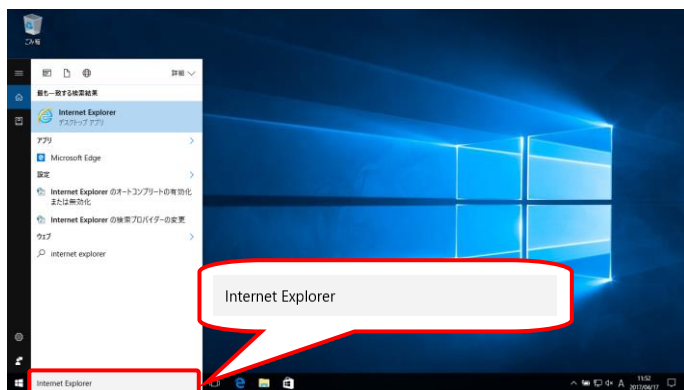 ごみ箱
詳細
最も一致する検索結果
Internet Explorer
デスクトップ アプリ
アプリ
Microsoft Edge
設定
Internet Explorer のオートコンプリートの有効化
または無効化
Internet Explorer の検索プロバイダーの変更
ウェブ
internet explorer
Internet Explorer
Internet Explorer
A
11:52
2017/04/17